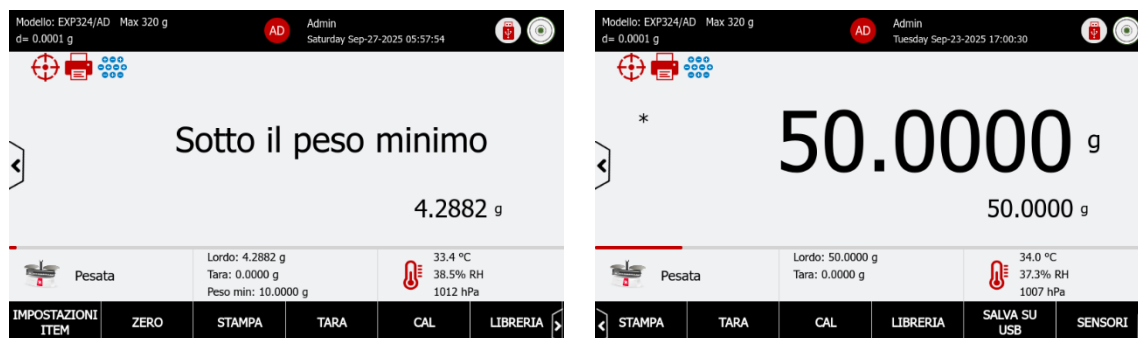 Modello: EXP324/AD Max 320 g
d= 0.0001 g
AD
Admin
Saturday Sep-27-2025 05:57:54
Sotto il peso minimo
4.2882 g
Pesata
Lordo: 4.2882 g
Tara: 0.0000 g
Peso min: 10.0000 g
33.4 °C
38.5% RH
1012 hPa
IMPOSTAZIONI
ITEM
ZERO
STAMPA
TARA
CAL
LIBRERIA
Modello: EXP324/AD Max 320 g
d= 0.0001 g
AD
Admin
Tuesday Sep-23-2025 17:00:30
*
50.0000 g
50.0000 g
Pesata
Lordo: 50.0000 g
Tara: 0.0000 g
34.0 °C
37.3% RH
1007 hPa
STAMPA
TARA
CAL
LIBRERIA
SALVA SU
USB
SENSORI